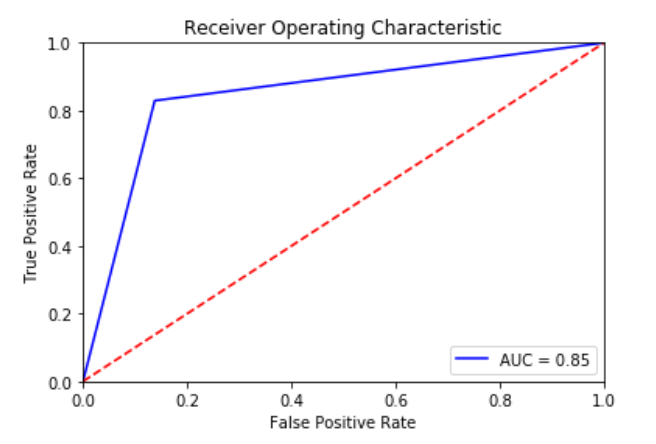 Receiver Operating Characteristic
1.0
0.8
0.6
0.4
0.2
0.0
True Positive Rate
AUC = 0.85
0.0 0.2 0.4 0.6 0.8 1.0
False Positive Rate